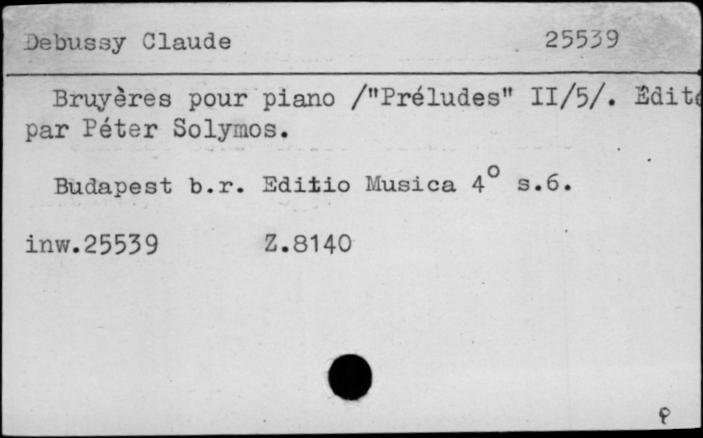 Debussy Claude 25539
Bruyères pour piano /"Préludes" II/5/. Edité
par Péter Solymos.
Budapest b.r. Editio Musica 4° s.6.
inw.25539 Z.8140